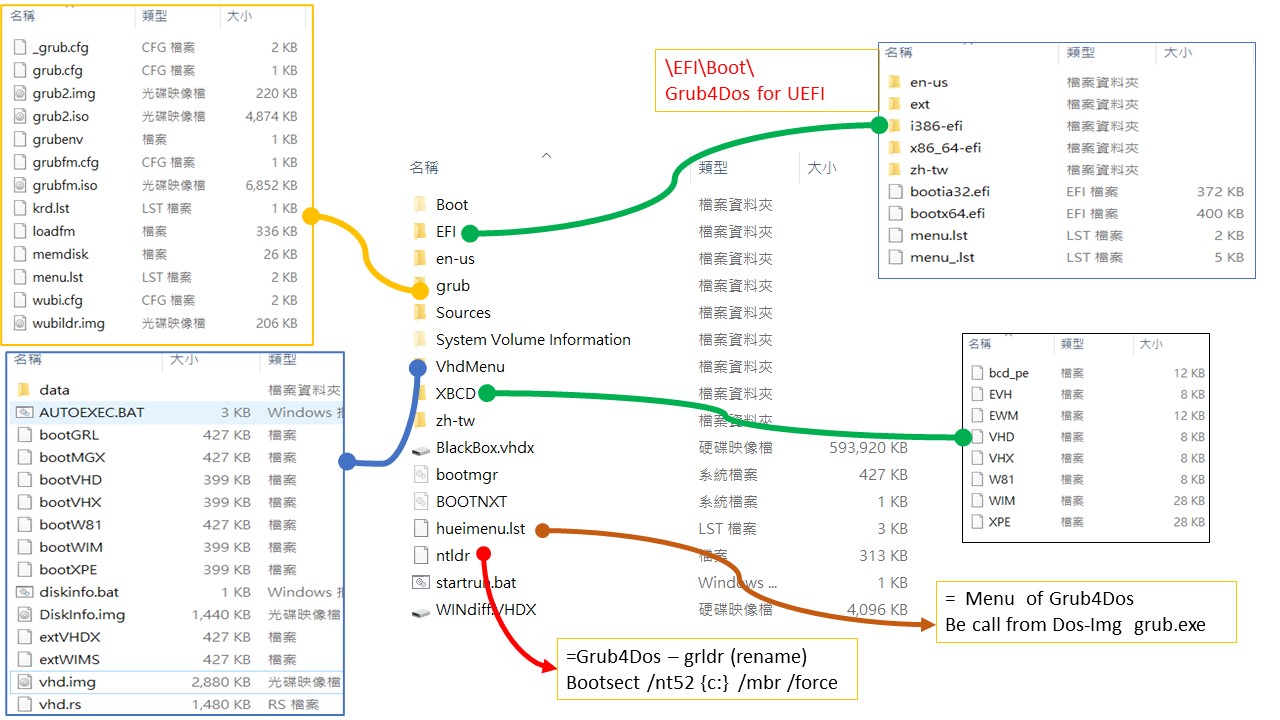 名稱 類型 大小
_grub.cfg CFG 檔案 2 KB
grub.cfg CFG 檔案 1 KB
grub2.img 光碟映像檔 220 KB
grub2.iso 光碟映像檔 4,874 KB
grubenv 檔案 1 KB
grubfm.cfg CFG 檔案 1 KB
grubfm.iso 光碟映像檔 6,852 KB
krd.lst LST 檔案 1 KB
loadfm 檔案 336 KB
memdisk 檔案 26 KB
menu.lst LST 檔案 2 KB
wubi.cfg CFG 檔案 2 KB
wubildr.img 光碟映像檔 206 KB
名稱 大小 類型
data 檔案資料夾
AUTOEXEC.BAT 3 KB Windows
bootGRL 427 KB 檔案
bootMGX 427 KB 檔案
bootVHD 399 KB 檔案
bootVHX 399 KB 檔案
bootW81 427 KB 檔案
bootWIM 399 KB 檔案
bootXPE 399 KB 檔案
diskinfo.bat 1 KB Windows
DiskInfo.img 1,440 KB 光碟映像檔
extVHDX 427 KB 檔案
extWIMS 427 KB 檔案
vhd.img 2,880 KB 光碟映像檔
vhd.rs 1,480 KB RS 檔案
名稱 類型 大小
Boot 檔案資料夾
EFI 檔案資料夾
en-us 檔案資料夾
grub 檔案資料夾
Sources 檔案資料夾
System Volume Information 檔案資料夾
VhdMenu 檔案資料夾
XBCD 檔案資料夾
zh-tw 檔案資料夾
BlackBox.vhdx 硬碟映像檔 593,920 KB
bootmgr 系統檔案 427 KB
BOOTNXT 系統檔案 1 KB
hueimenu.lst LST 檔案 3 KB
ntldr 檔案 313 KB
startrun.bat Windows ... 1 KB
WINdiff.VHDX 硬碟映像檔 4,096 KB
\EFI\Boot\
Grub4Dos for UEFI
名稱 類型 大小
en-us 檔案資料夾
ext 檔案資料夾
i386-efi 檔案資料夾
x86_64-efi 檔案資料夾
zh-tw 檔案資料夾
bootia32.efi EFI 檔案 372 KB
bootx64.efi EFI 檔案 400 KB
menu.lst LST 檔案 2 KB
menu_.lst LST 檔案 5 KB
名稱 類型 大小
bcd_pe 檔案 12 KB
EVH 檔案 8 KB
EWM 檔案 12 KB
VHD 檔案 8 KB
VHX 檔案 8 KB
W81 檔案 8 KB
WIM 檔案 28 KB
XPE 檔案 28 KB
= Menu of Grub4Dos
Be call from Dos-Img grub.exe
=Grub4Dos – grldr (rename)
Bootsect /nt52 {c:} /mbr /force